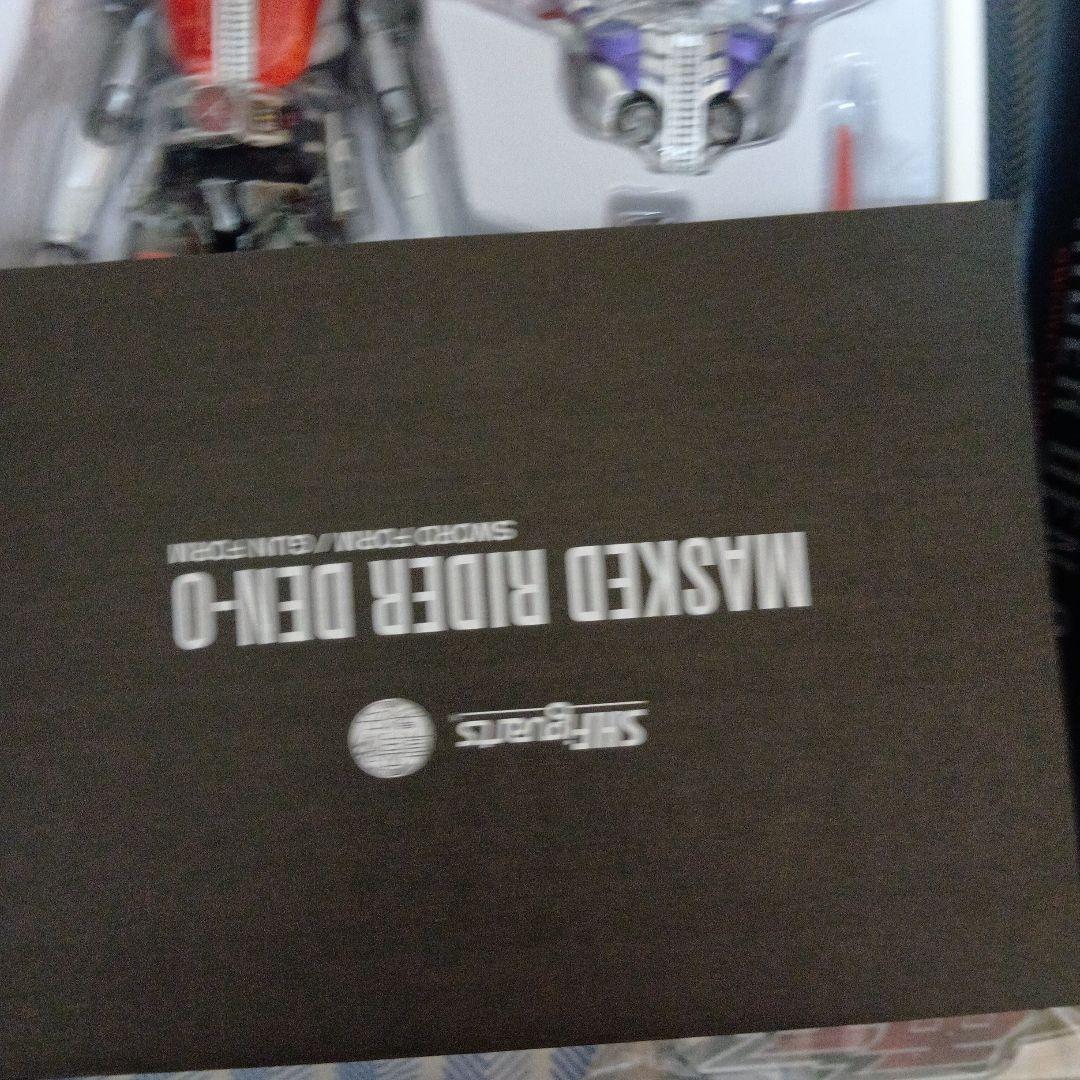 S.H.Figuarts
MASKED RIDER DEN-O
SWORD FORM / GUN FORM